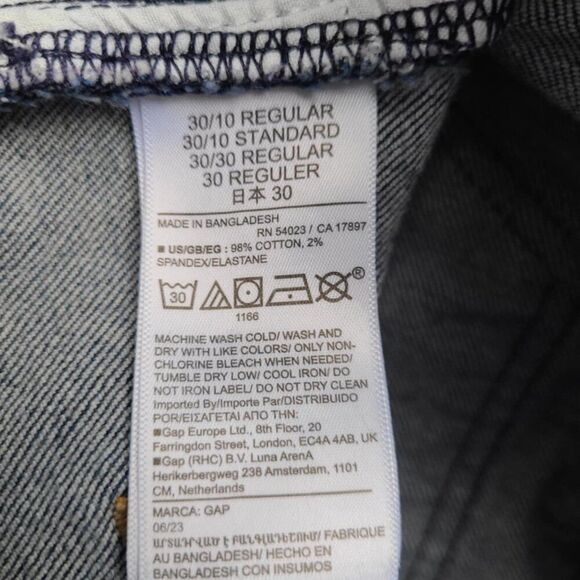 30/10 REGULAR
30/10 STANDARD
30/30 REGULAR
30 REGULER
日本 30
MADE IN BANGLADESH
RN 54023 / CA 17897
■ US/GB/EG : 98% COTTON, 2%
SPANDEX/ELASTANE
30 ®
1166
MACHINE WASH COLD/ WASH AND
DRY WITH LIKE COLORS/ ONLY NON-
CHLORINE BLEACH WHEN NEEDED/
TUMBLE DRY LOW/ COOL IRON/ DO
NOT IRON LABEL/ DO NOT DRY CLEAN
Imported By/Importe Par/DISTRIBUIDO
POR/ΕΙΣΑΓΕΤΑΙ ΑΠΟ ΤΗΝ:
■Gap Europe Ltd., 8th Floor, 20
Farringdon Street, London, EC4A 4AB, UK
■Gap (RHC) B.V. Luna ArenA
Herikerbergweg 238 Amsterdam, 1101
CM, Netherlands
MARCA: GAP
06/23
ԱՐՏԱԴՐՎԱԾ Է ԲԱՆԳԼԱԴԵՇՈՒՄ/ FABRIQUE
AU BANGLADESH/ HECHO EN
BANGLADESH CON INSUMOS